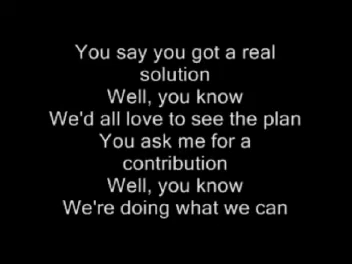 You say you got a real
solution
Well, you know
We'd all love to see the plan
You ask me for a
contribution
Well, you know
We're doing what we can